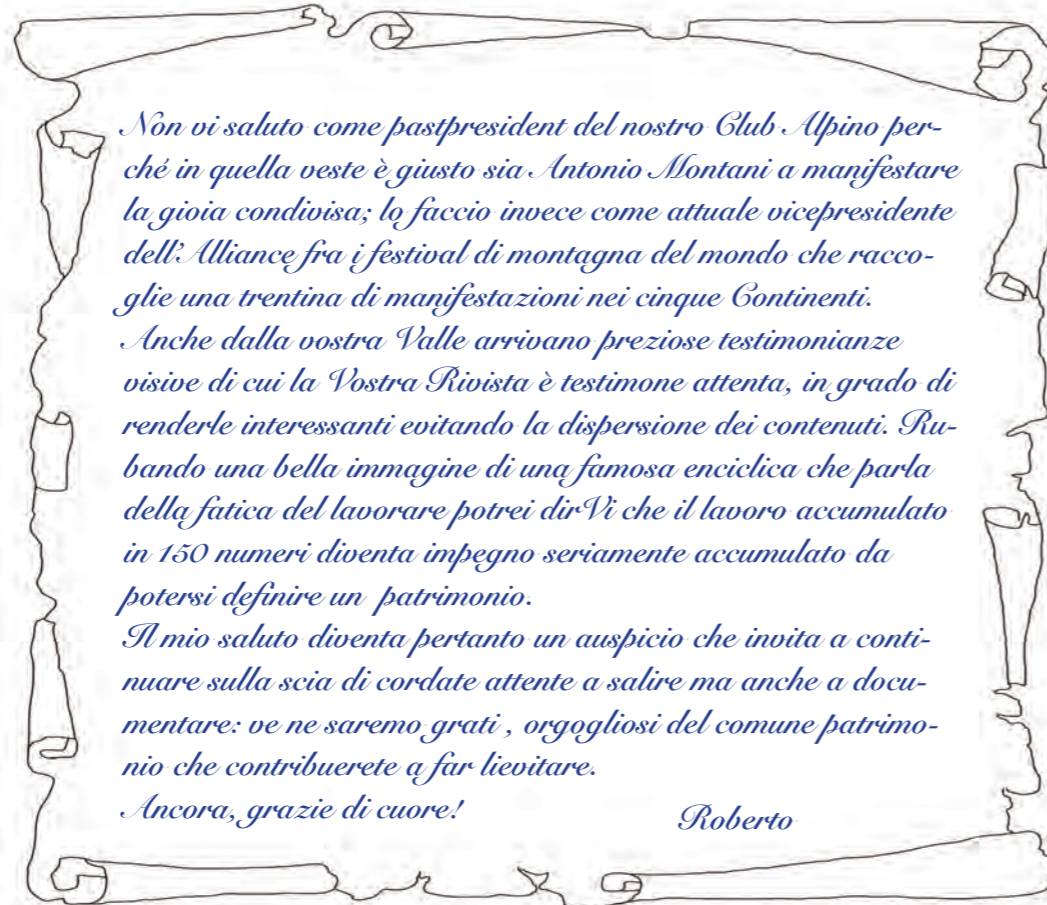 Non vi saluto come pastpresident del nostro Club Alpino per-
ché in quella veste è giusto sia Antonio Montani a manifestare
la gioia condivisa; lo faccio invece come attuale vicepresidente
dell'Alliance fra i festival di montagna del mondo che racco-
glie una trentina di manifestazioni nei cinque Continenti.
Anche dalla vostra Valle arrivano preziose testimonianze
visive di cui la Vostra Rivista è testimone attenta, in grado di
renderle interessanti evitando la dispersione dei contenuti. Ru-
bando una bella immagine di una famosa enciclica che parla
della fatica del lavorare potrei dirVi che il lavoro accumulato
in 150 numeri diventa impegno seriamente accumulato da
potersi definire un patrimonio.
Il mio saluto diventa pertanto un auspicio che invita a conti-
nuare sulla scia di cordate attente a salire ma anche a docu-
mentare: ve ne saremo grati , orgogliosi del comune patrimo-
nio che contribuerete a far lievitare.
Ancora, grazie di cuore!
Roberto